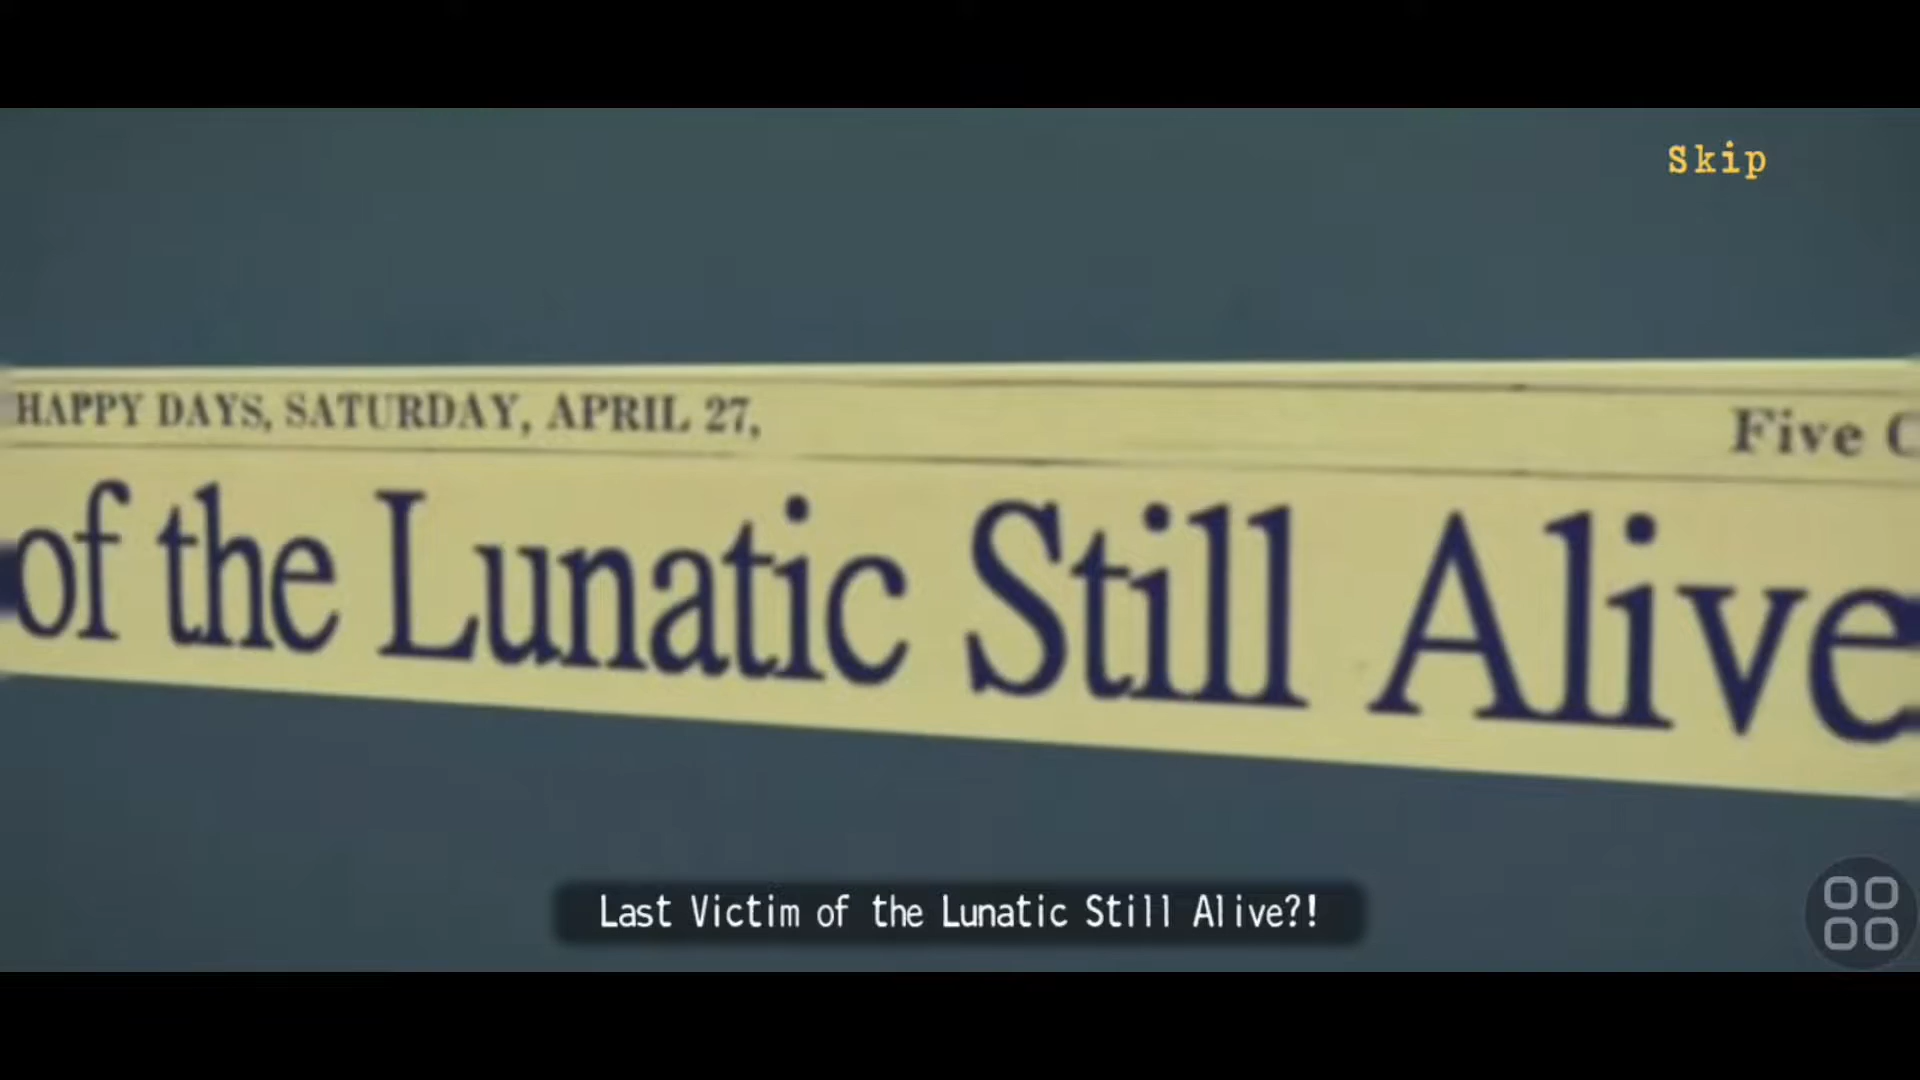 Skip
HAPPY DAYS, SATURDAY, APRIL 27,
Five
of the Lunatic Still Alive
Last Victim of the Lunatic Still Alive?!